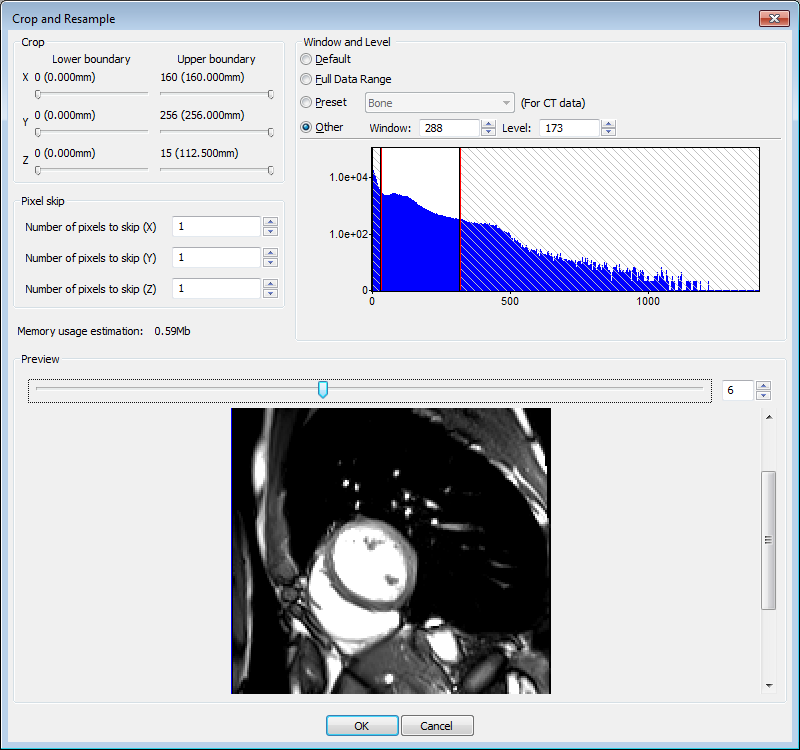 Crop and Resample
Crop
Lower boundary Upper boundary
X 0 (0.000mm) 160 (160.000mm)
Y 0 (0.000mm) 256 (256.000mm)
Z 0 (0.000mm) 15 (112.500mm)
Pixel skip
Number of pixels to skip (X) 1
Number of pixels to skip (Y) 1
Number of pixels to skip (Z) 1
Memory usage estimation: 0.59Mb
Window and Level
Default
Full Data Range
Preset Bone (For CT data)
Other Window: 288 Level: 173
1.0e+04
1.0e+02
0
0 500 1000
Preview
6
OK Cancel